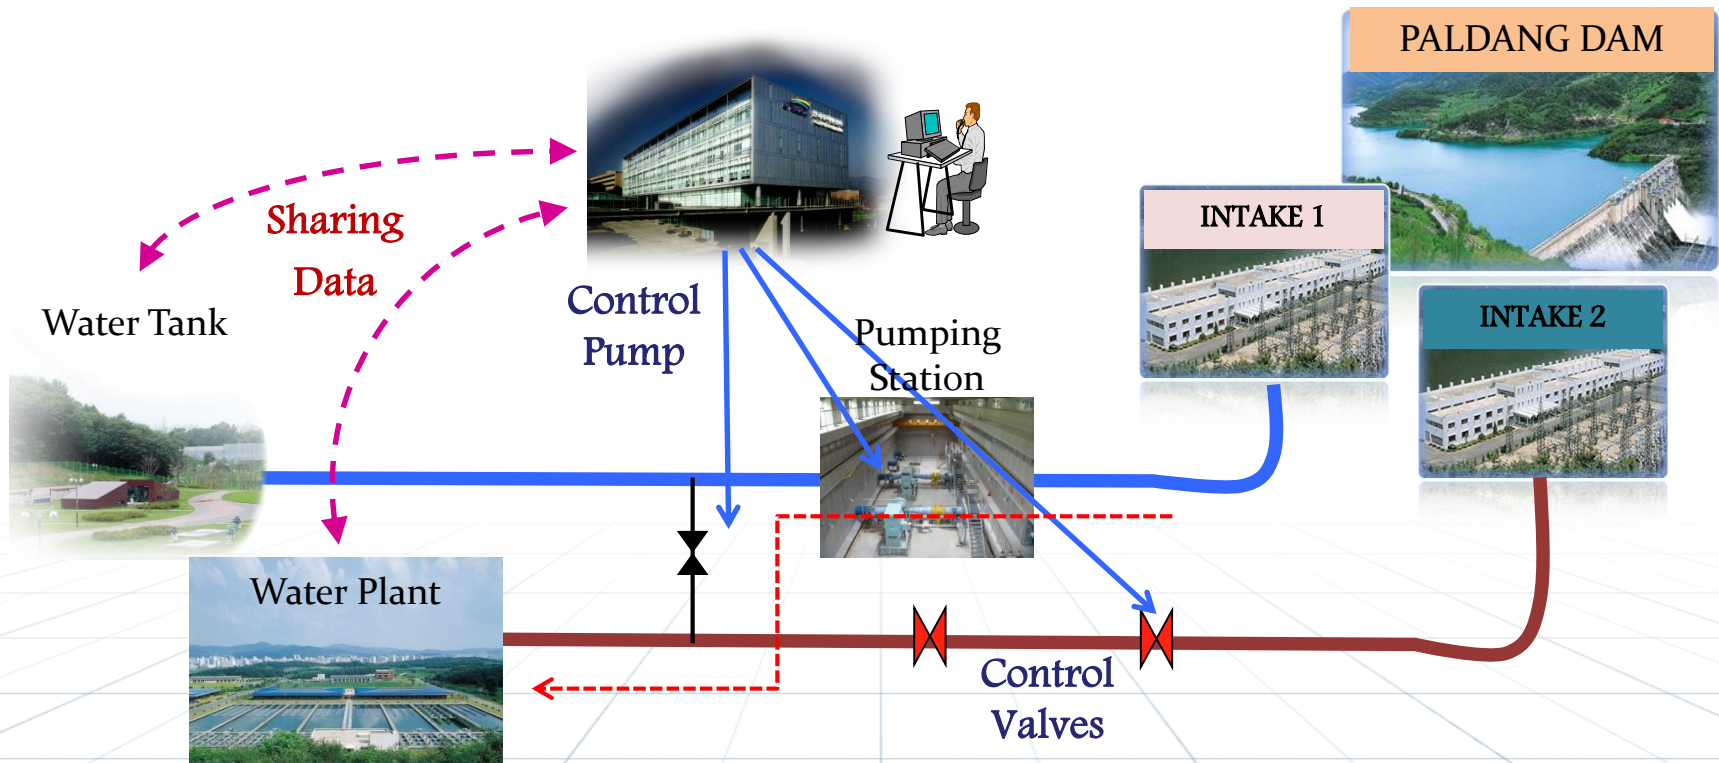 PALDANG DAM
INTAKE 1
Sharing
Data
Control
Pump
INTAKE 2
Water Tank
Pumping
Station
Water Plant
Control
Valves